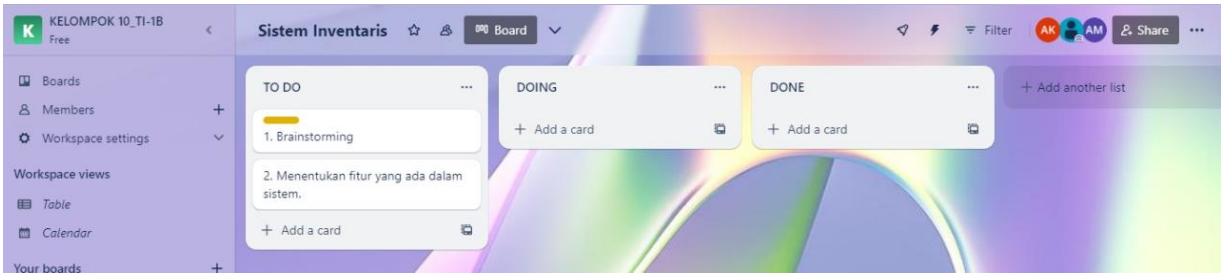 K
KELOMPOK 10_TI-1B
Free
Boards
Members
Workspace settings
Workspace views
Table
Calendar
Your boards
Sistem Inventaris
Board
Filter
AK
AM
Share
TO DO
1. Brainstorming
2. Menentukan fitur yang ada dalam
sistem.
+ Add a card
DOING
+ Add a card
DONE
+ Add a card
+ Add another list